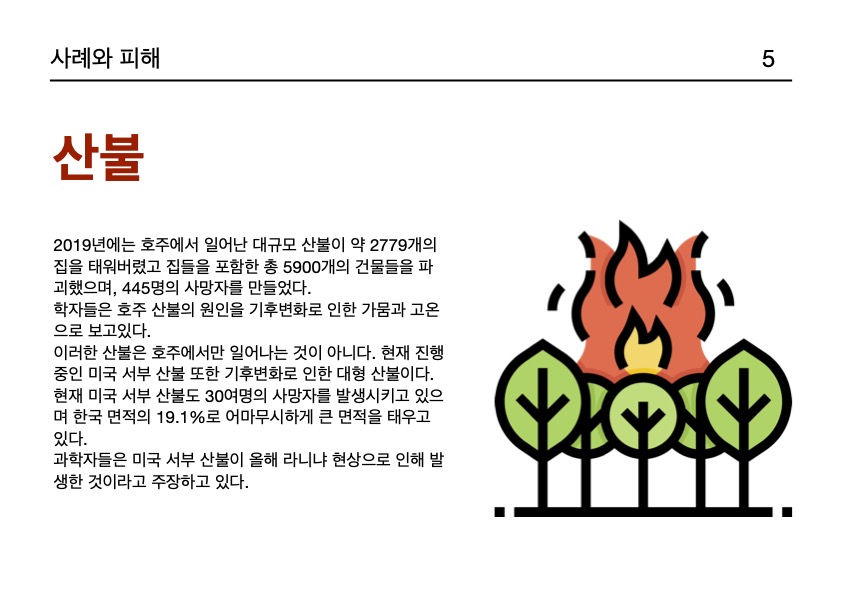 사례와 피해
5
산불
2019년에는 호주에서 일어난 대규모 산불이 약 2779개의
집을 태워버렸고 집들을 포함한 총 5900개의 건물들을 파
괴했으며, 445명의 사망자를 만들었다.
학자들은 호주 산불의 원인을 기후변화로 인한 가뭄과 고온
으로 보고있다.
이러한 산불은 호주에서만 일어나는 것이 아니다. 현재 진행
중인 미국 서부 산불 또한 기후변화로 인한 대형 산불이다.
현재 미국 서부 산불도 30여명의 사망자를 발생시키고 있으
며 한국 면적의 19.1%로 어마무시하게 큰 면적을 태우고
있다.
과학자들은 미국 서부 산불이 올해 라니냐 현상으로 인해 발
생한 것이라고 주장하고 있다.